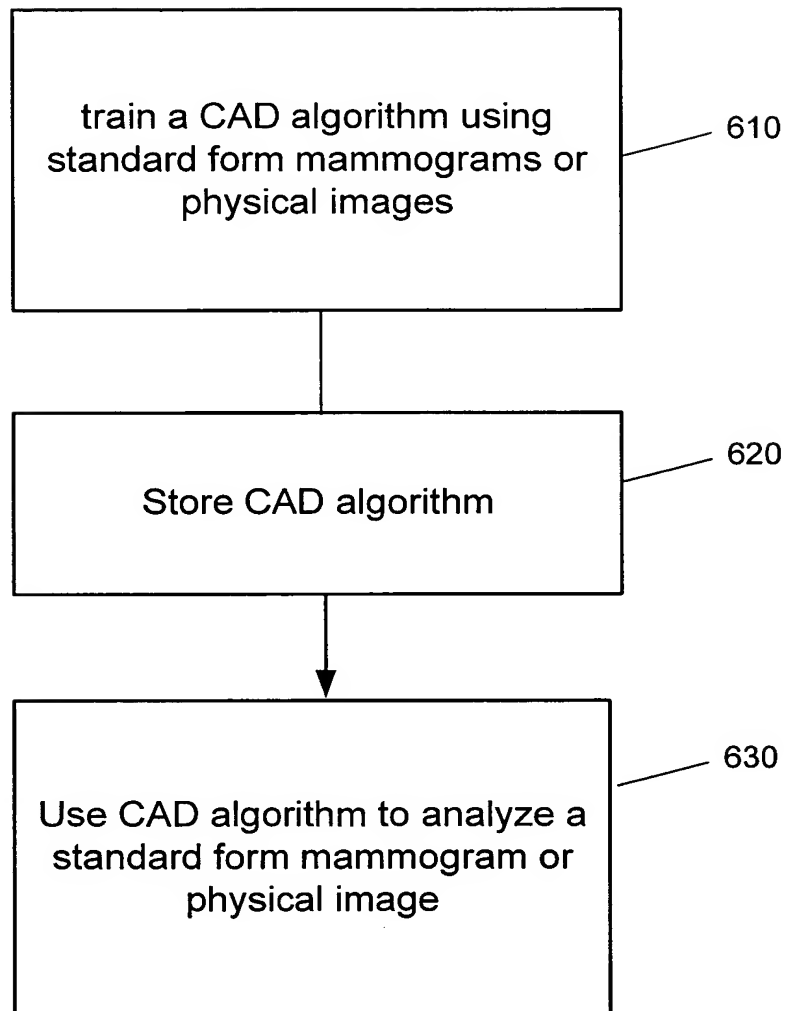 train a CAD algorithm using
standard form mammograms or
physical images
610
Store CAD algorithm
620
Use CAD algorithm to analyze a
standard form mammogram or
physical image
630